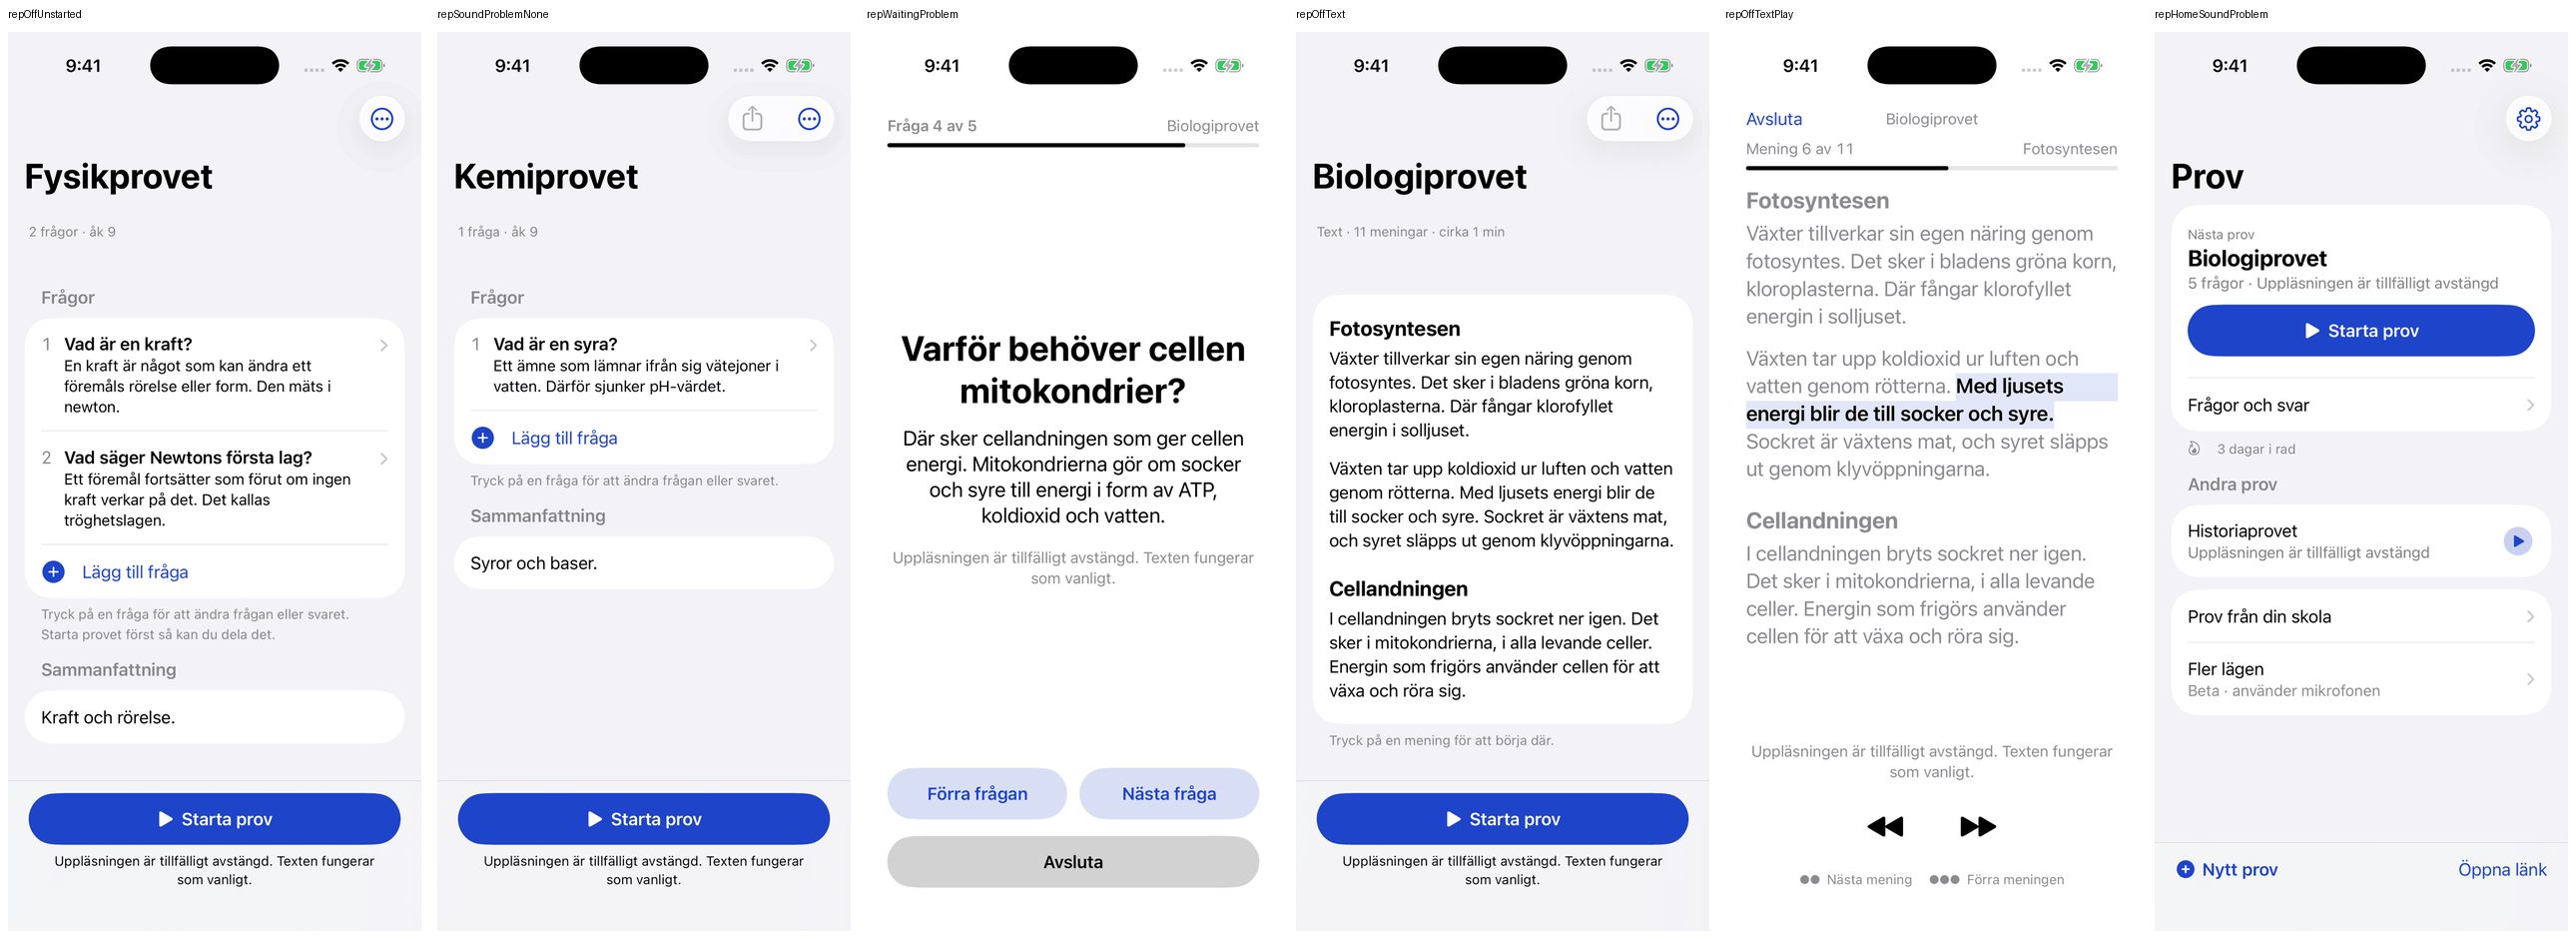 repOffUnstarted
9:41
Fysikprovet
2 frågor · åk 9
Frågor
1 Vad är en kraft?
En kraft är något som kan ändra ett
föremåls rörelse eller form. Den mäts i
newton.
2 Vad säger Newtons första lag?
Ett föremål fortsätter som förut om ingen
kraft verkar på det. Det kallas
tröghetslagen.
Lägg till fråga
Tryck på en fråga för att ändra frågan eller svaret.
Starta provet först så kan du dela det.
Sammanfattning
Kraft och rörelse.
Starta prov
Uppläsningen är tillfälligt avstängd. Texten fungerar
som vanligt.
repSoundProblemNone
9:41
Kemiprovet
1 fråga · åk 9
Frågor
1 Vad är en syra?
Ett ämne som lämnar ifrån sig vätejoner i
vatten. Därför sjunker pH-värdet.
Lägg till fråga
Tryck på en fråga för att ändra frågan eller svaret.
Sammanfattning
Syror och baser.
Starta prov
Uppläsningen är tillfälligt avstängd. Texten fungerar
som vanligt.
repWaitingProblem
9:41
Fråga 4 av 5 Biologiprovet
Varför behöver cellen
mitokondrier?
Där sker cellandningen som ger cellen
energi. Mitokondrierna gör om socker
och syre till energi i form av ATP,
koldioxid och vatten.
Uppläsningen är tillfälligt avstängd. Texten fungerar
som vanligt.
Förra frågan Nästa fråga
Avsluta
repOffText
9:41
Biologiprovet
Text · 11 meningar · cirka 1 min
Fotosyntesen
Växter tillverkar sin egen näring genom
fotosyntes. Det sker i bladens gröna korn,
kloroplasterna. Där fångar klorofyllet
energin i solljuset.
Växten tar upp koldioxid ur luften och vatten
genom rötterna. Med ljusets energi blir de
till socker och syre. Sockret är växtens mat,
och syret släpps ut genom klyvöppningarna.
Cellandningen
I cellandningen bryts sockret ner igen. Det
sker i mitokondrierna, i alla levande celler.
Energin som frigörs använder cellen för att
växa och röra sig.
Tryck på en mening för att börja där.
Starta prov
Uppläsningen är tillfälligt avstängd. Texten fungerar
som vanligt.
repOffTextPlay
9:41
Avsluta Biologiprovet
Mening 6 av 11 Fotosyntesen
Fotosyntesen
Växter tillverkar sin egen näring genom
fotosyntes. Det sker i bladens gröna korn,
kloroplasterna. Där fångar klorofyllet
energin i solljuset.
Växten tar upp koldioxid ur luften och
vatten genom rötterna. Med ljusets
energi blir de till socker och syre.
Sockret är växtens mat, och syret släpps
ut genom klyvöppningarna.
Cellandningen
I cellandningen bryts sockret ner igen.
Det sker i mitokondrierna, i alla levande
celler. Energin som frigörs använder
cellen för att växa och röra sig.
Uppläsningen är tillfälligt avstängd. Texten fungerar
som vanligt.
Nästa mening Förra meningen
repHomeSoundProblem
9:41
Prov
Nästa prov
Biologiprovet
5 frågor · Uppläsningen är tillfälligt avstängd
Starta prov
Frågor och svar
3 dagar i rad
Andra prov
Historiaprovet
Uppläsningen är tillfälligt avstängd
Prov från din skola
Fler lägen
Beta · använder mikrofonen
Nytt prov Öppna länk